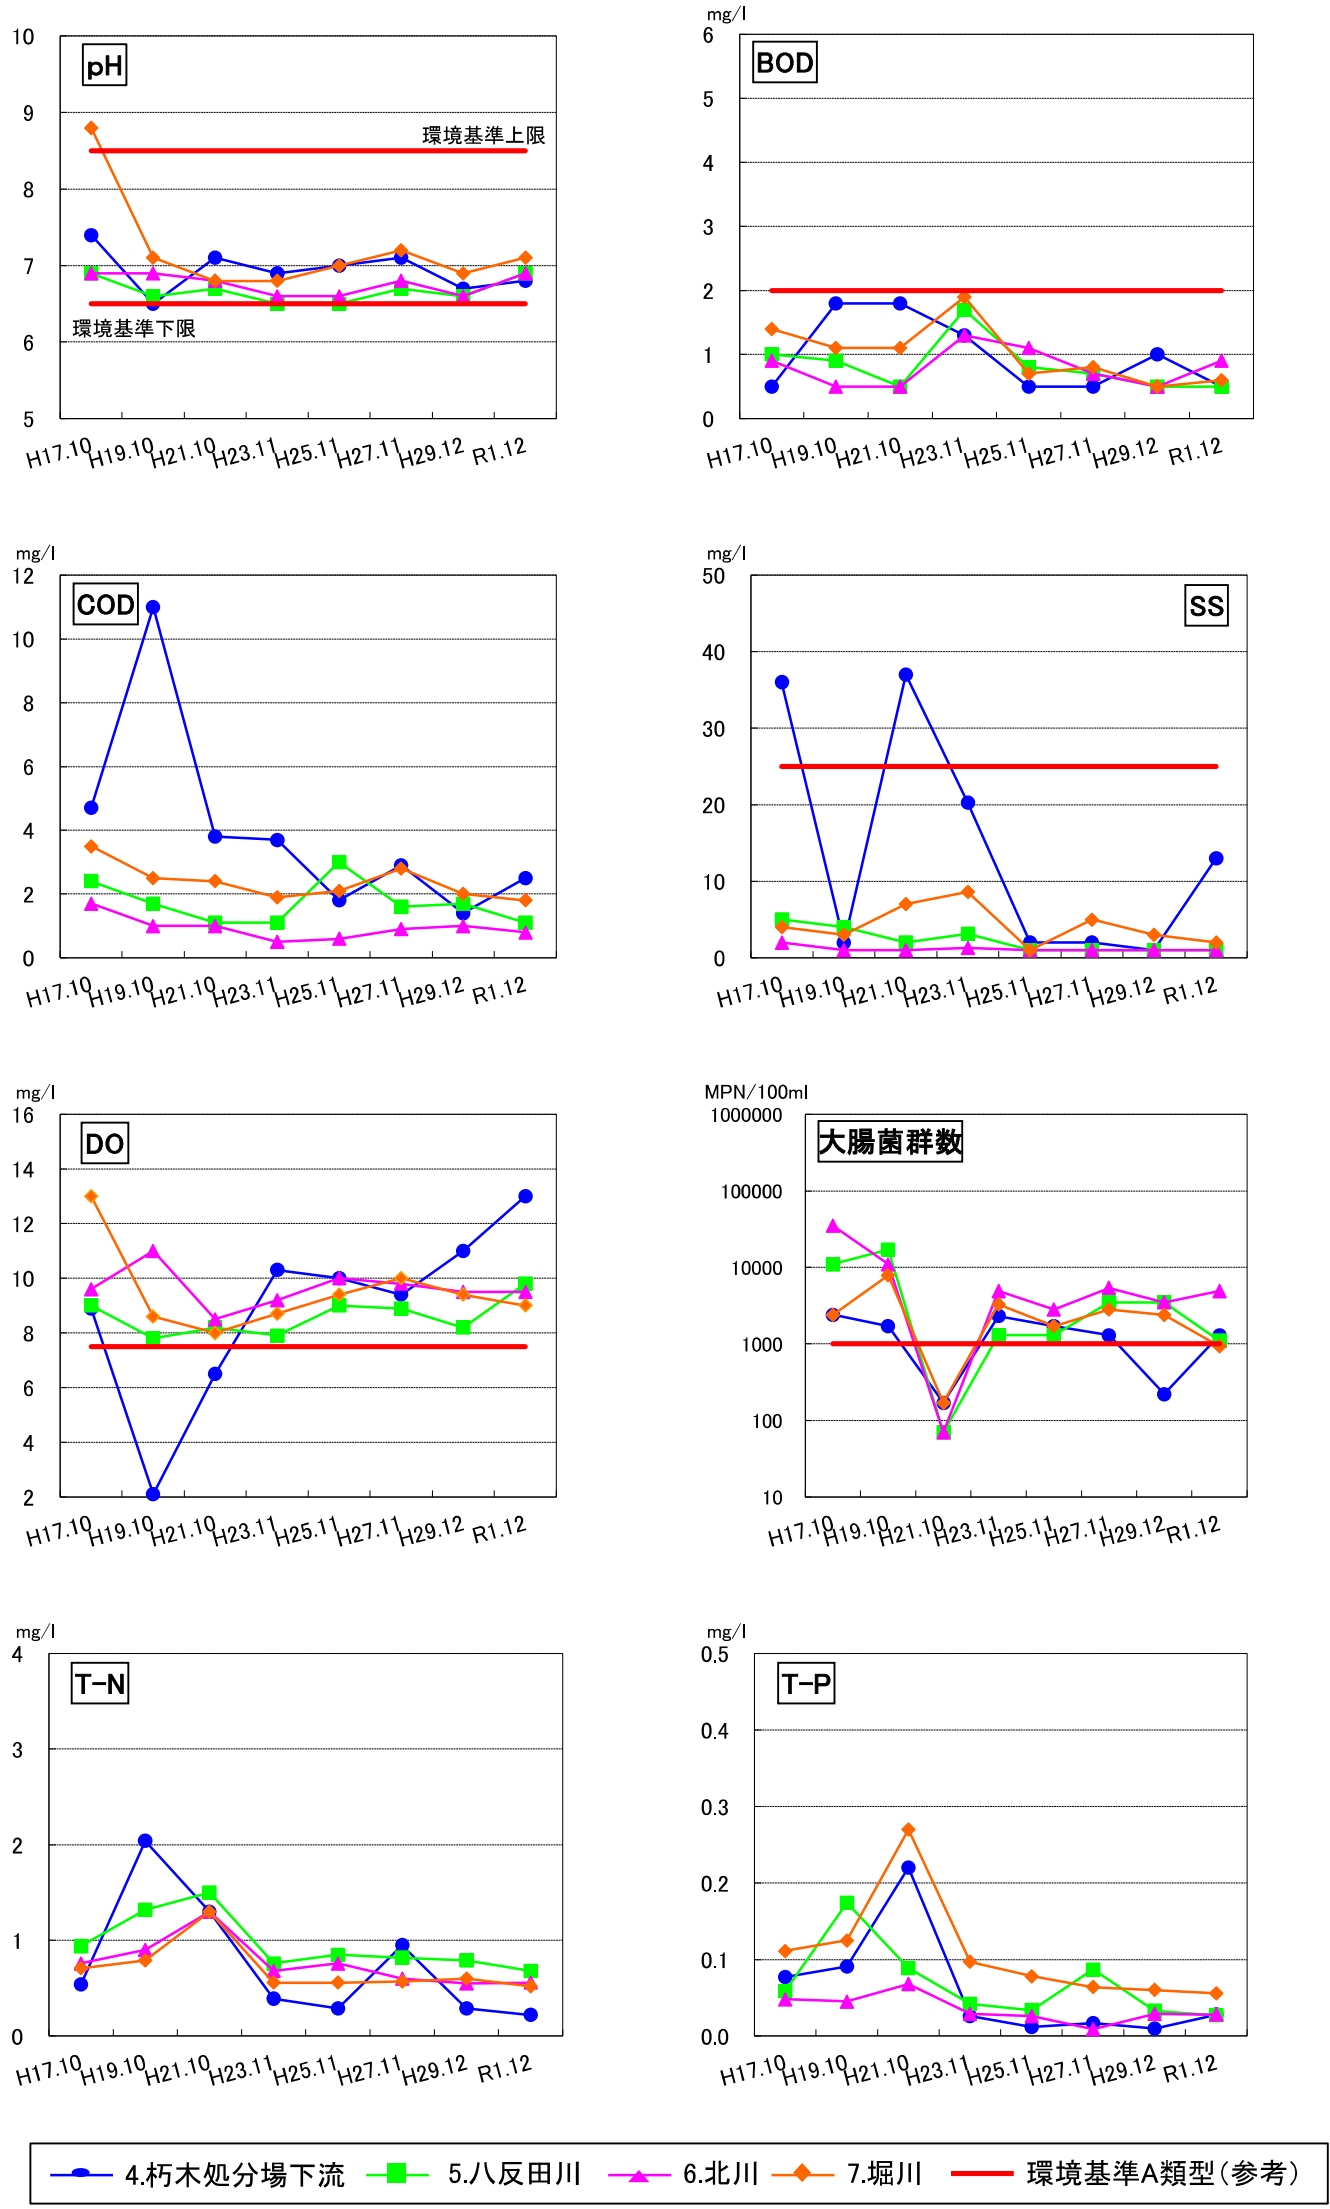 pH
10
9
8
7
6
5
環境基準上限
環境基準下限
H17.10 H19.10 H21.10 H23.11 H25.11 H27.11 H29.12 R1.12
mg/l
BOD
6
5
4
3
2
1
0
H17.10 H19.10 H21.10 H23.11 H25.11 H27.11 H29.12 R1.12
mg/l
COD
12
10
8
6
4
2
0
H17.10 H19.10 H21.10 H23.11 H25.11 H27.11 H29.12 R1.12
mg/l
SS
50
40
30
20
10
0
H17.10 H19.10 H21.10 H23.11 H25.11 H27.11 H29.12 R1.12
mg/l
DO
16
14
12
10
8
6
4
2
H17.10 H19.10 H21.10 H23.11 H25.11 H27.11 H29.12 R1.12
MPN/100ml
大腸菌群数
1000000
100000
10000
1000
100
10
H17.10 H19.10 H21.10 H23.11 H25.11 H27.11 H29.12 R1.12
mg/l
T-N
4
3
2
1
0
H17.10 H19.10 H21.10 H23.11 H25.11 H27.11 H29.12 R1.12
mg/l
T-P
0.5
0.4
0.3
0.2
0.1
0.0
H17.10 H19.10 H21.10 H23.11 H25.11 H27.11 H29.12 R1.12
4.朽木処分場下流 5.八反田川 6.北川 7.堀川 環境基準A類型(参考)